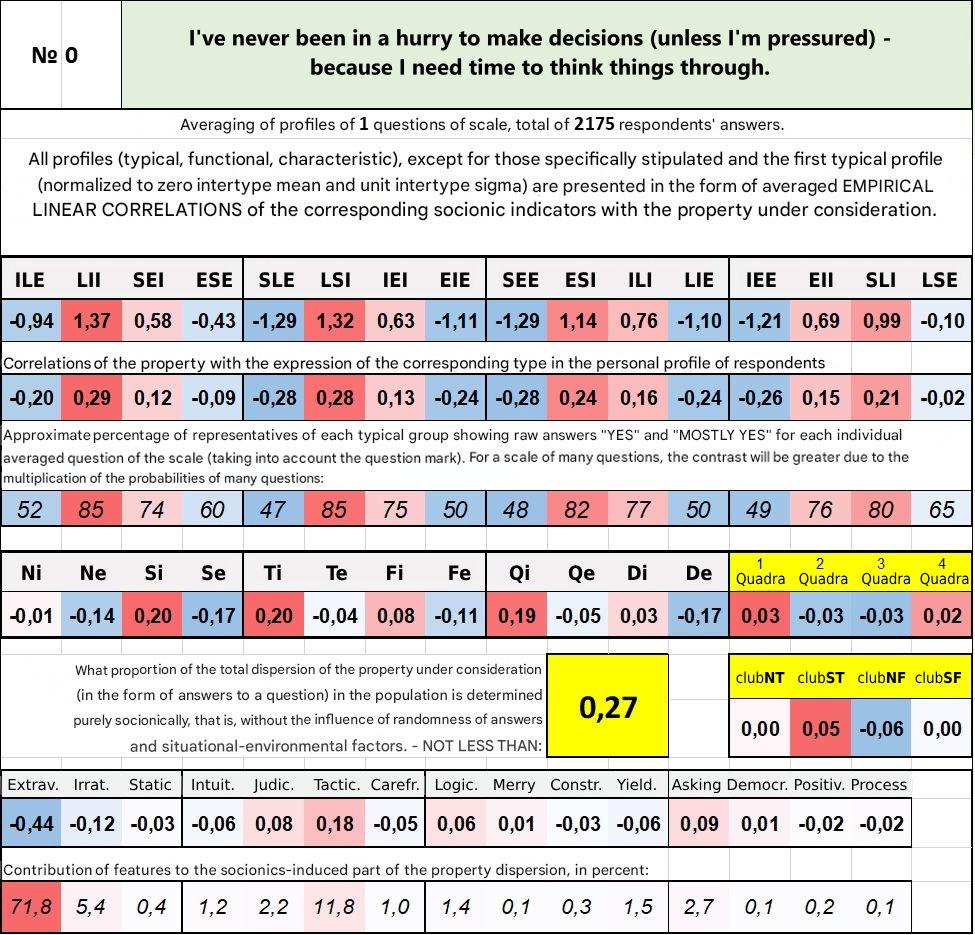 № 0
I've never been in a hurry to make decisions (unless I'm pressured) -
because I need time to think things through.
Averaging of profiles of 1 questions of scale, total of 2175 respondents' answers.
All profiles (typical, functional, characteristic), except for those specifically stipulated and the first typical profile
(normalized to zero intertype mean and unit intertype sigma) are presented in the form of averaged EMPIRICAL
LINEAR CORRELATIONS of the corresponding socionic indicators with the property under consideration.
ILE LII SEI ESE SLE LSI IEI EIE SEE ESI ILI LIE IEE EII SLI LSE
-0,94 1,37 0,58 -0,43 -1,29 1,32 0,63 -1,11 -1,29 1,14 0,76 -1,10 -1,21 0,69 0,99 -0,10
Correlations of the property with the expression of the corresponding type in the personal profile of respondents
-0,20 0,29 0,12 -0,09 -0,28 0,28 0,13 -0,24 -0,28 0,24 0,16 -0,24 -0,26 0,15 0,21 -0,02
Approximate percentage of representatives of each typical group showing raw answers "YES" and "MOSTLY YES" for each individual
averaged question of the scale (taking into account the question mark). For a scale of many questions, the contrast will be greater due to the
multiplication of the probabilities of many questions:
52 85 74 60 47 85 75 50 48 82 77 50 49 76 80 65
Ni Ne Si Se Ti Te Fi Fe Qi Qe Di De 1 Quadra 2 Quadra 3 Quadra 4 Quadra
-0,01 -0,14 0,20 -0,17 0,20 -0,04 0,08 -0,11 0,19 -0,05 0,03 -0,17 0,03 -0,03 -0,03 0,02
What proportion of the total dispersion of the property under consideration
(in the form of answers to a question) in the population is determined
purely socionically, that is, without the influence of randomness of answers
and situational-environmental factors. - NOT LESS THAN:
0,27
clubNT clubST clubNF clubSF
0,00 0,05 -0,06 0,00
Extrav. Irrat. Static Intuit. Judic. Tactic. Carefr. Logic. Merry Constr. Yield. Asking Democr. Positiv. Process
-0,44 -0,12 -0,03 -0,06 0,08 0,18 -0,05 0,06 0,01 -0,03 -0,06 0,09 0,01 -0,02 -0,02
Contribution of features to the socionics-induced part of the property dispersion, in percent:
71,8 5,4 0,4 1,2 2,2 11,8 1,0 1,4 0,1 0,3 1,5 2,7 0,1 0,2 0,1